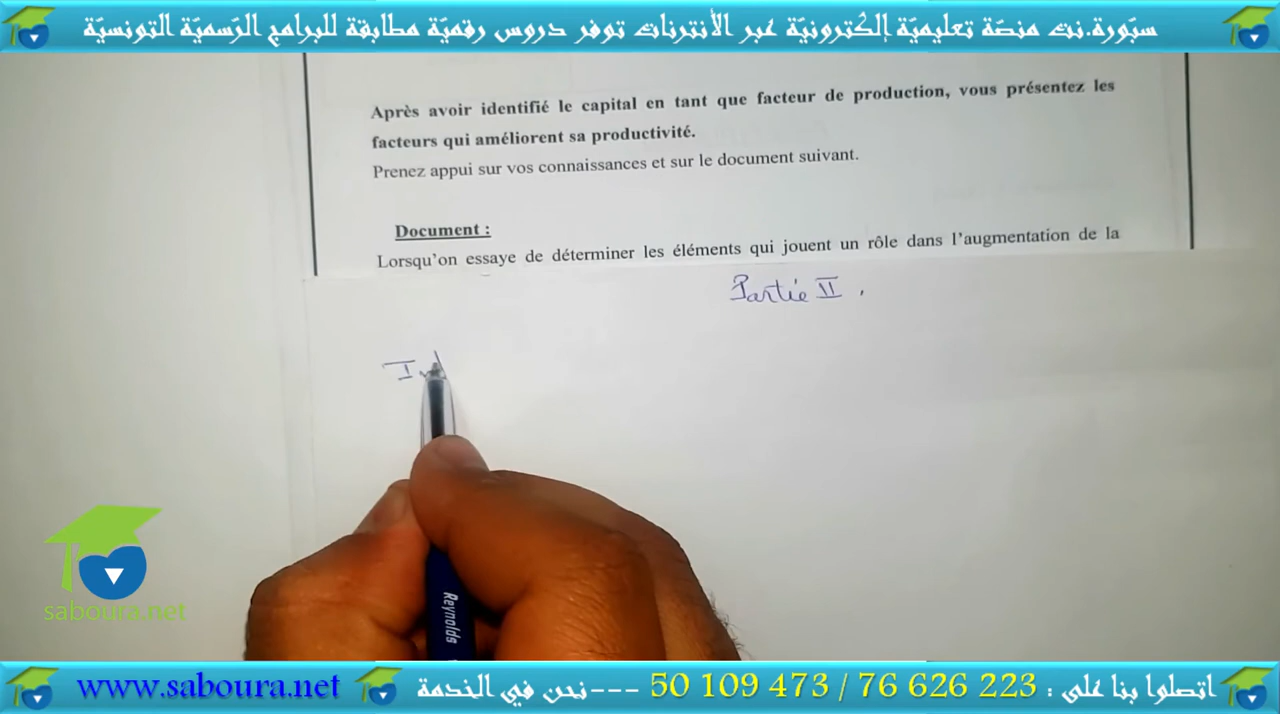 سبّورة.نت منصّة تعليميّة إلكترونيّة عبر الأنترنات توفر دروس رقميّة مطابقة للبرامج الرّسميّة التونسيّة
Après avoir identifié le capital en tant que facteur de production, vous présentez les
facteurs qui améliorent sa productivité.
Prenez appui sur vos connaissances et sur le document suivant.
Document :
Lorsqu'on essaye de déterminer les éléments qui jouent un rôle dans l'augmentation de la
Partie II .
I
Reynolds
saboura.net
www.saboura.net نحن في الخدمة--- 50 109 473 / 76 626 223 : اتصلوا بنا على